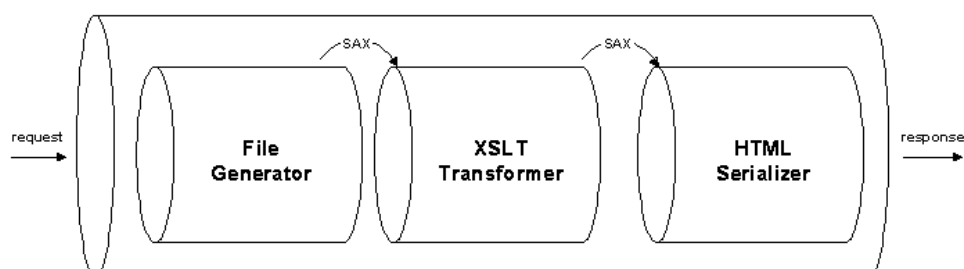 SAX
SAX
request
File
Generator
XSLT
Transformer
HTML
Serializer
response